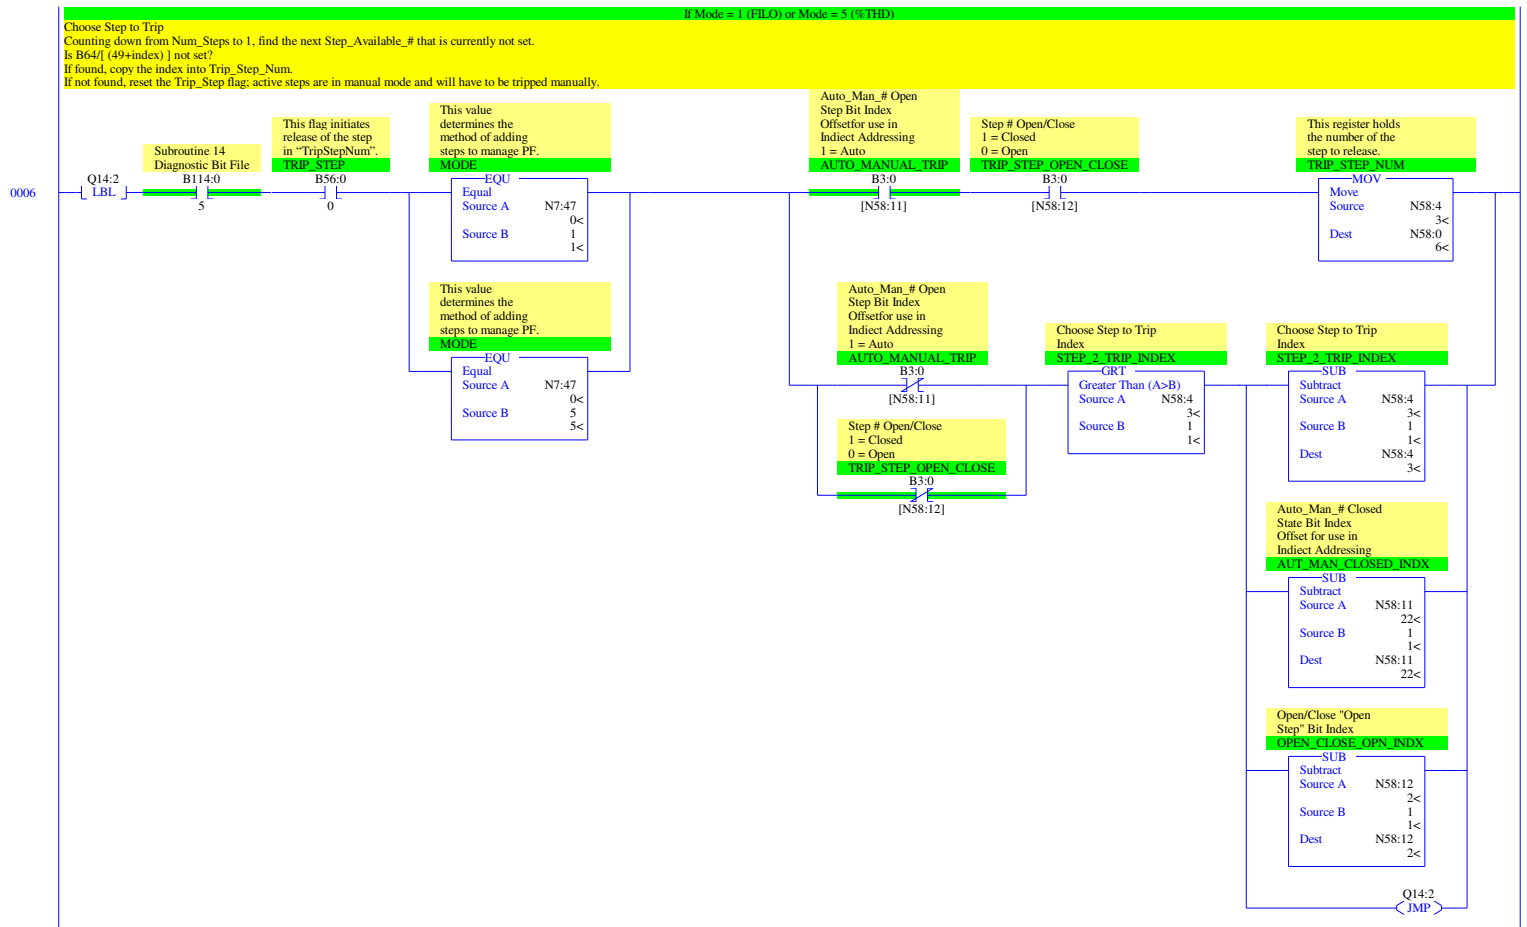 If Mode = 1 (FILO) or Mode = 5 (%THD)
Choose Step to Trip
Counting down from Num_Steps to 1, find the next Step_Available_# that is currently not set.
Is B64/[ (49+index) ] not set?
If found, copy the index into Trip_Step_Num.
If not found, reset the Trip_Step flag; active steps are in manual mode and will have to be tripped manually.
0006
Q14:2
LBL
Subroutine 14
Diagnostic Bit File
B114:0
5
This flag initiates
release of the step
in “TripStepNum”.
TRIP_STEP
B56:0
0
This value
determines the
method of adding
steps to manage PF.
MODE
EQU
Equal
Source A N7:47
0<
Source B 1
1<
This value
determines the
method of adding
steps to manage PF.
MODE
EQU
Equal
Source A N7:47
0<
Source B 5
5<
Auto_Man_# Open
Step Bit Index
Offsetfor use in
Indiect Addressing
1 = Auto
AUTO_MANUAL_TRIP
B3:0
[N58:11]
Step # Open/Close
1 = Closed
0 = Open
TRIP_STEP_OPEN_CLOSE
B3:0
[N58:12]
This register holds
the number of the
step to release.
TRIP_STEP_NUM
MOV
Move
Source N58:4
3<
Dest N58:0
6<
Auto_Man_# Open
Step Bit Index
Offsetfor use in
Indiect Addressing
1 = Auto
AUTO_MANUAL_TRIP
B3:0
[N58:11]
Step # Open/Close
1 = Closed
0 = Open
TRIP_STEP_OPEN_CLOSE
B3:0
[N58:12]
Choose Step to Trip
Index
STEP_2_TRIP_INDEX
GRT
Greater Than (A>B)
Source A N58:4
3<
Source B 1
1<
Choose Step to Trip
Index
STEP_2_TRIP_INDEX
SUB
Subtract
Source A N58:4
3<
Source B 1
1<
Dest N58:4
3<
Auto_Man_# Closed
State Bit Index
Offset for use in
Indiect Addressing
AUT_MAN_CLOSED_INDX
SUB
Subtract
Source A N58:11
22<
Source B 1
1<
Dest N58:11
22<
Open/Close "Open
Step" Bit Index
OPEN_CLOSE_OPN_INDX
SUB
Subtract
Source A N58:12
2<
Source B 1
1<
Dest N58:12
2<
Q14:2
JMP